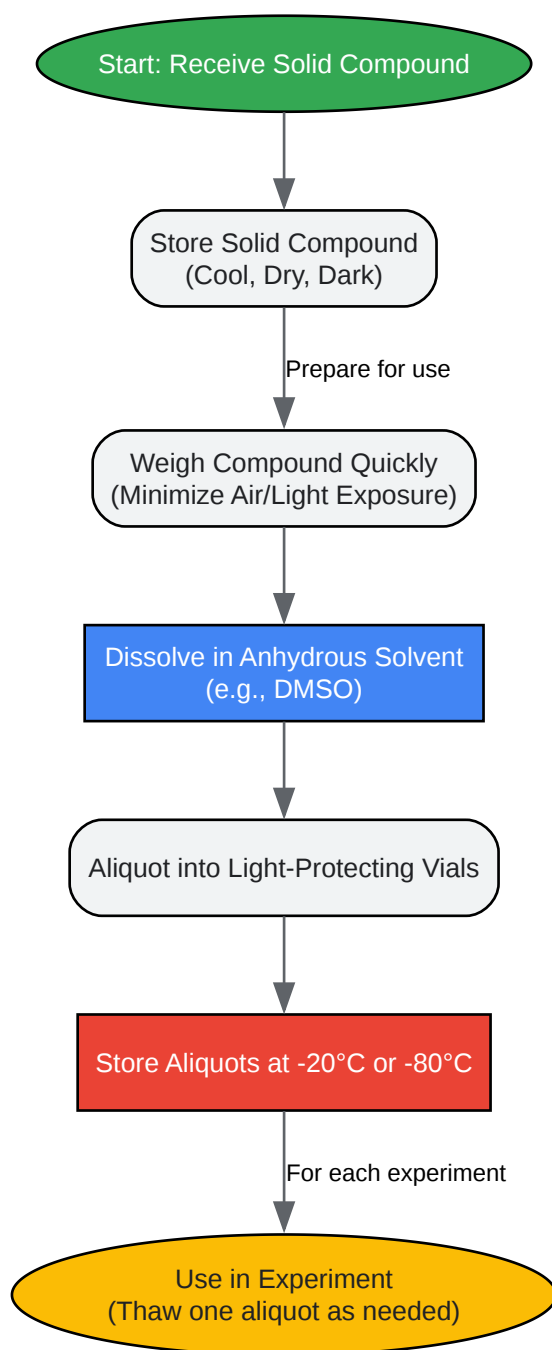 Start: Receive Solid Compound
Store Solid Compound
(Cool, Dry, Dark)
Prepare for use
Weigh Compound Quickly
(Minimize Air/Light Exposure)
Dissolve in Anhydrous Solvent
(e.g., DMSO)
Aliquot into Light-Protecting Vials
Store Aliquots at -20°C or -80°C
For each experiment
Use in Experiment
(Thaw one aliquot as needed)